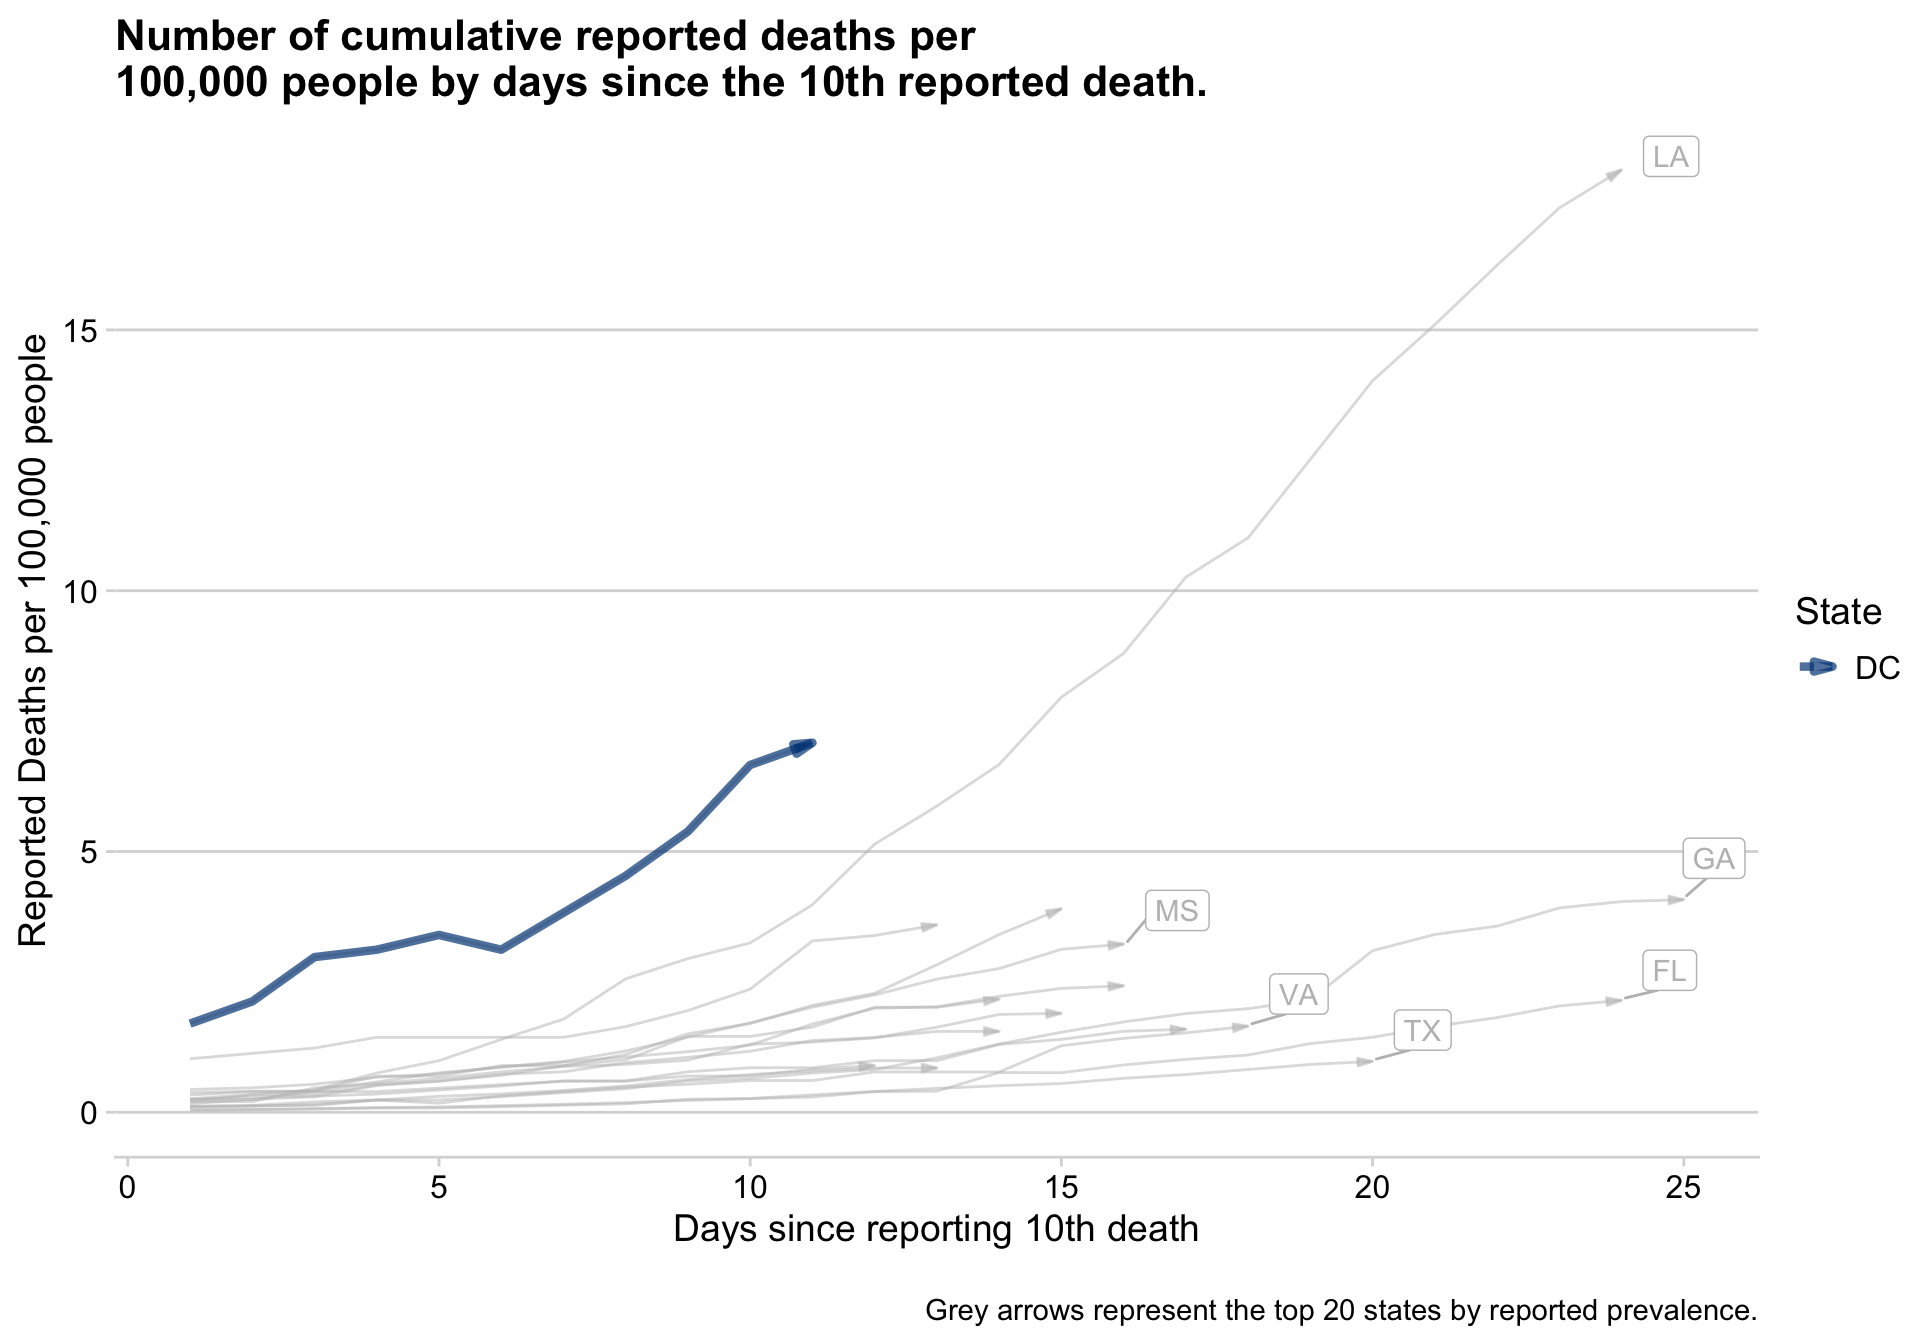 Number of cumulative reported deaths per
100,000 people by days since the 10th reported death.
LA
15
10
5
0
Reported Deaths per 100,000 people
State
DC
GA
MS
FL
VA
TX
0 5 10 15 20 25
Days since reporting 10th death
Grey arrows represent the top 20 states by reported prevalence.